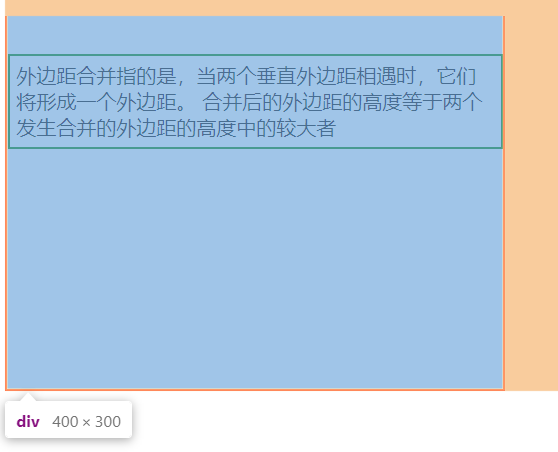 外边距合并指的是，当两个垂直外边距相遇时，它们
将形成一个外边距。 合并后的外边距的高度等于两个
发生合并的外边距的高度中的较大者
div 400 × 300